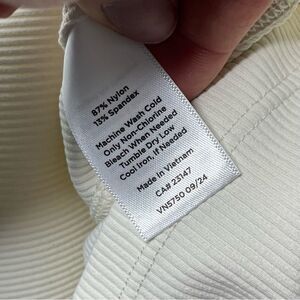 87% Nylon
13% Spandex
Machine Wash Cold
Only Non-Chlorine
Bleach When Needed
Tumble Dry Low
Cool Iron, If Needed
Made in Vietnam
CA# 23147
VN5750 09/24